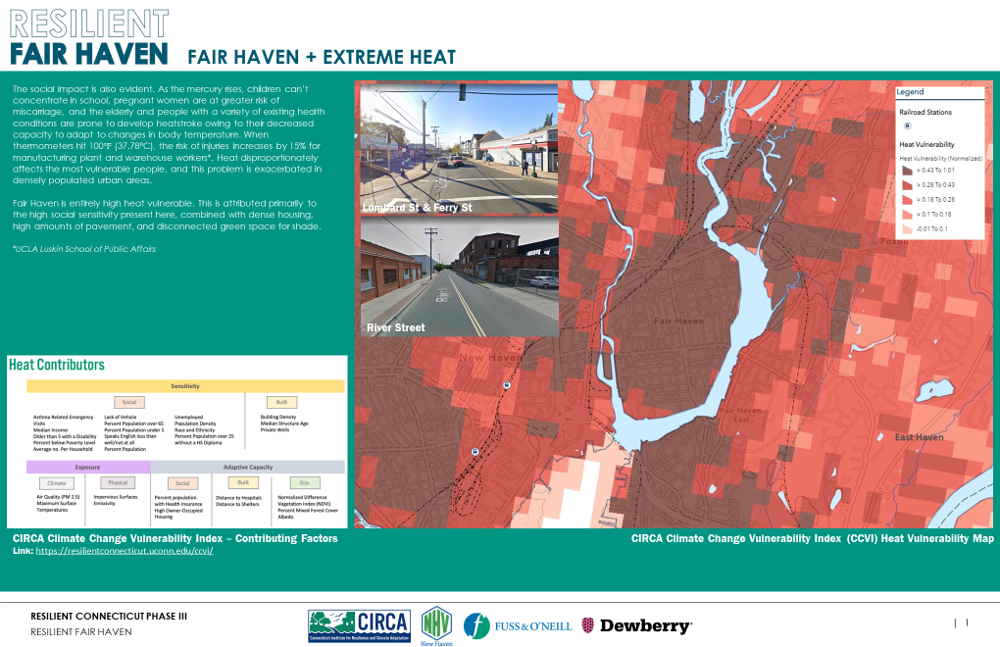 RESILIENT
FAIR HAVEN
FAIR HAVEN + EXTREME HEAT
The social impact is also evident. As the mercury rises, children can't
concentrate in school, pregnant women are at greater risk of
miscarriage, and the elderly and people with a variety of existing health
conditions are prone to develop heatstroke owing to their decreased
capacity to adapt to changes in body temperature. When
thermometers hit 100°F (37.78°C), the risk of injuries increases by 15% for
manufacturing plant and warehouse workers*. Heat disproportionately
affects the most vulnerable people, and this problem is exacerbated in
densely populated urban areas.
Fair Haven is entirely high heat vulnerable. This is attributed primarily to
the high social sensitivity present here, combined with dense housing,
high amounts of pavement, and disconnected green space for shade.
*UCLA Luskin School of Public Affairs
Heat Contributors
Sensitivity
Social
Built
Asthma Related Emergency
Visits
Median Income
Older than 5 with a Disability
Percent below Poverty Level
Average no. Per Household
Lack of Vehicle
Percent Population over 65
Percent Population under 5
Speaks English less than
well/not at all
Percent Population
Unemployed
Population Density
Race and Ethnicity
Percent Population over 25
without a HS Diploma
Building Density
Median Structure Age
Private Wells
Exposure
Adaptive Capacity
Climate
Physical
Social
Built
Eco.
Air Quality (PM 2.5)
Maximum Surface
Temperatures
Impervious Surfaces
Emissivity
Percent population
with Health Insurance
High Owner-Occupied
Housing
Distance to Hospitals
Distance to Shelters
Normalized Difference
Vegetation Index (NDVI)
Percent Mixed Forest Cover
Albedo
CIRCA Climate Change Vulnerability Index – Contributing Factors
Link: https://resilientconnecticut.uconn.edu/ccvi/
Lombard St & Ferry St
River Street
Legend
Railroad Stations
Heat Vulnerability
Heat Vulnerability (Normalized)
> 0.43 To 1.01
> 0.28 To 0.43
> 0.18 To 0.28
> 0.1 To 0.18
-0.01 To 0.1
Foxon
Fair Haven
New Haven
Fair Haven
East
East Haven
CIRCA Climate Change Vulnerability Index (CCVI) Heat Vulnerability Map
RESILIENT CONNECTICUT PHASE III
RESILIENT FAIR HAVEN
CIRCA
Connecticut Institute for Resilience and Climate Adaptation
NHV
New Haven
FUSS & O'NEILL
Dewberry
| 1